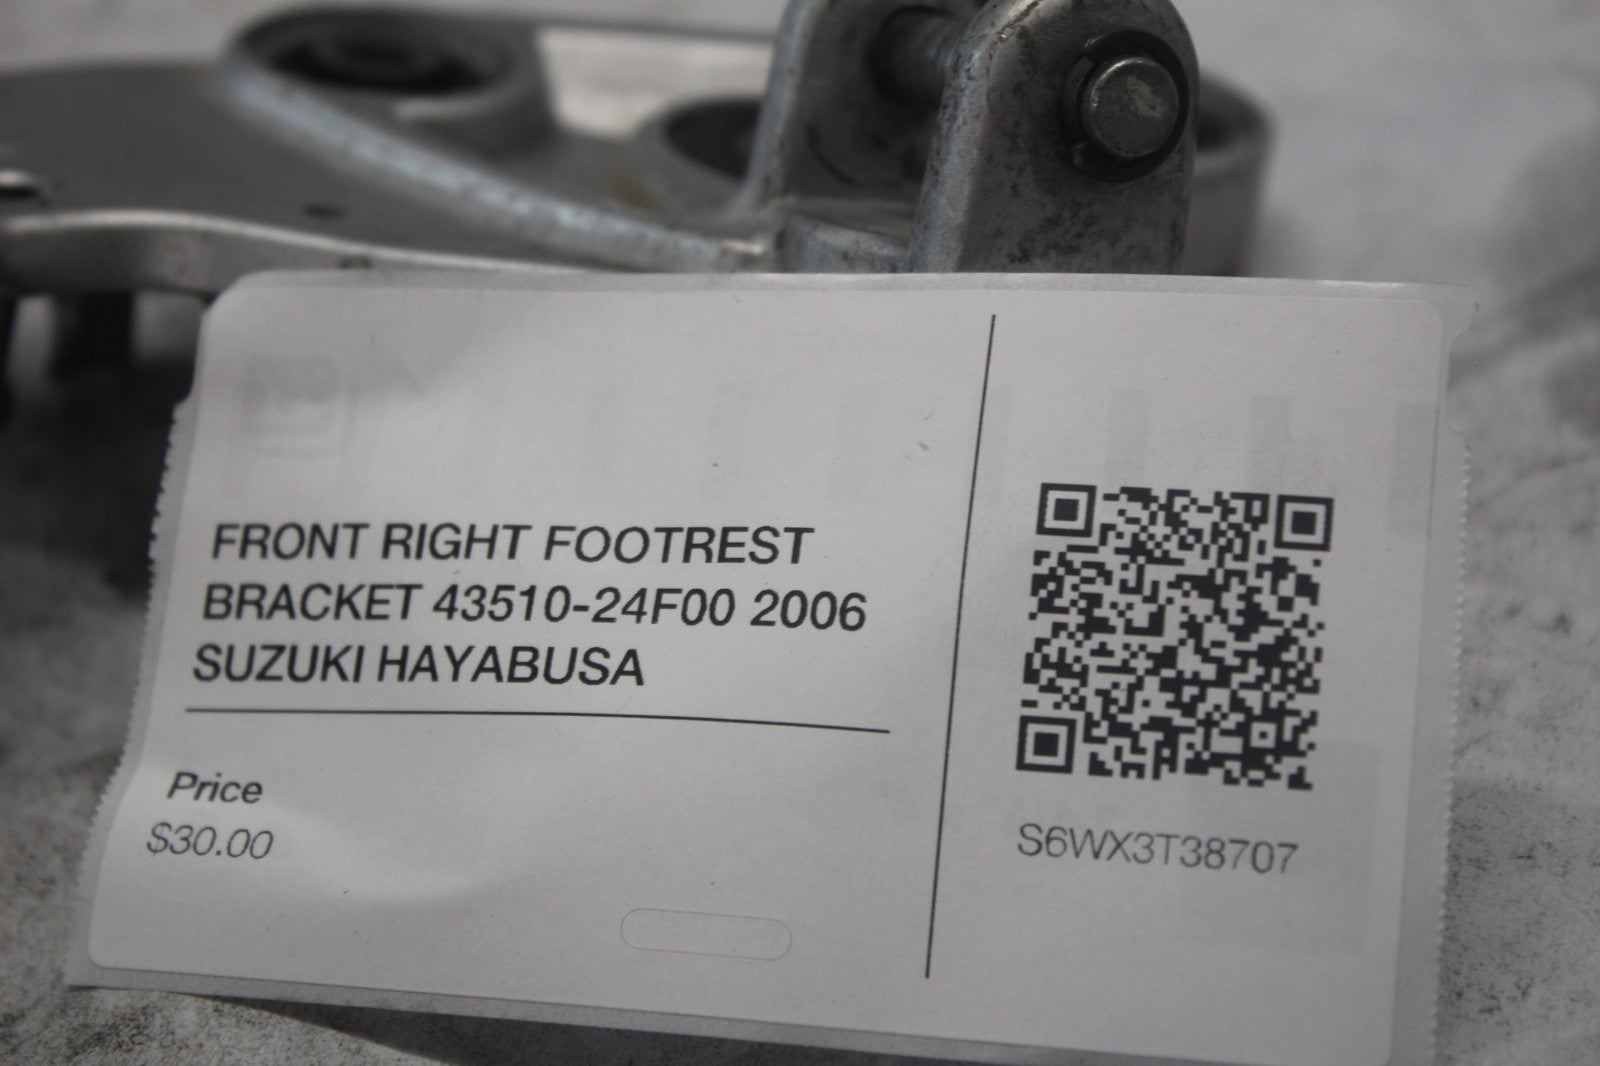 FRONT RIGHT FOOTREST
BRACKET 43510-24F00 2006
SUZUKI HAYABUSA
Price
$30.00
S6WX3T38707